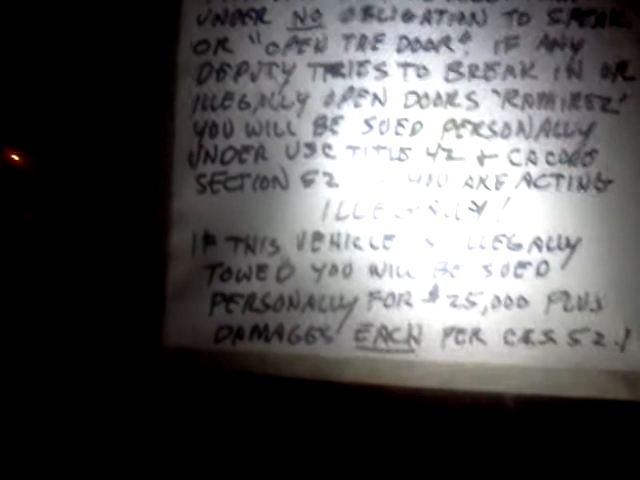 UNDER NO OBLIGATION TO SPEAK
OR "OPEN THE DOOR". IF ANY
DEPUTY TRIES TO BREAK IN OR
ILLEGALLY OPEN DOORS 'RAMIREZ'
YOU WILL BE SUED PERSONALLY
UNDER USC TITLE 42 & CA CODE
SECTION 52 YOU ARE ACTING
ILLEGALLY!
IF THIS VEHICLE IS ILLEGALLY
TOWED YOU WILL BE SUED
PERSONALLY FOR $25,000 PLUS
DAMAGES EACH PER 52.!